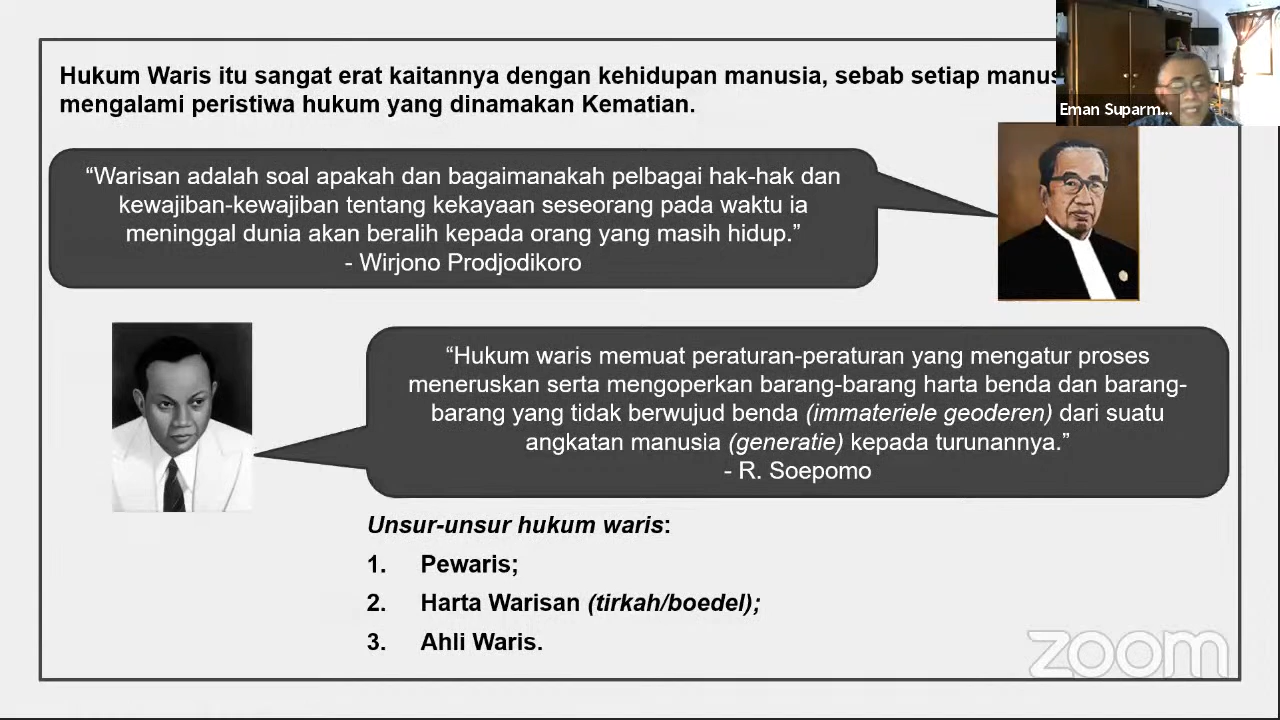 Hukum Waris itu sangat erat kaitannya dengan kehidupan manusia, sebab setiap
mengalami peristiwa hukum yang dinamakan Kematian.
Eman Suparm...
“Warisan adalah soal apakah dan bagaimanakah pelbagai hak-hak dan
kewajiban-kewajiban tentang kekayaan seseorang pada waktu ia
meninggal dunia akan beralih kepada orang yang masih hidup.”
- Wirjono Prodjodikoro
“Hukum waris memuat peraturan-peraturan yang mengatur proses
meneruskan serta mengoperkan barang-barang harta benda dan barang-
barang yang tidak berwujud benda (immateriele geoderen) dari suatu
angkatan manusia (generatie) kepada turunannya.”
- R. Soepomo
Unsur-unsur hukum waris:
1. Pewaris;
2. Harta Warisan (tirkah/boedel);
3. Ahli Waris.
zoom